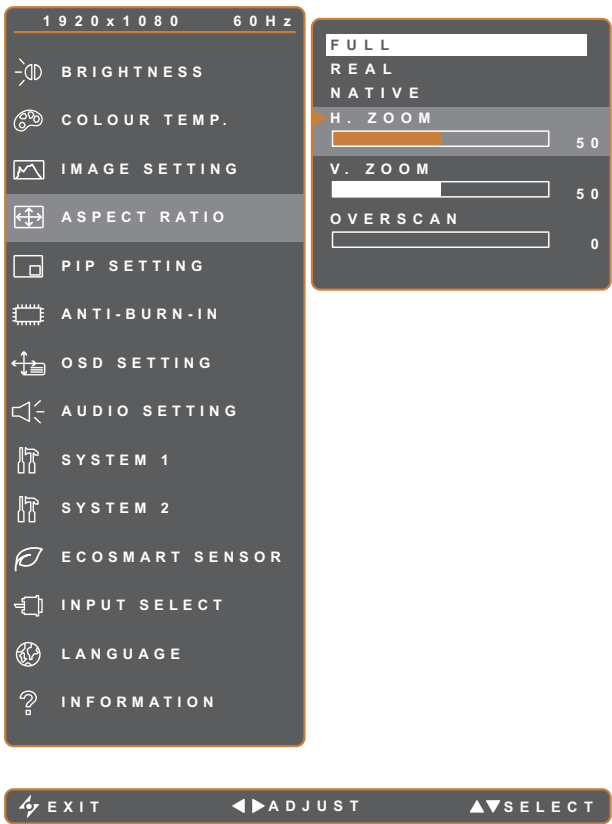 1920x1080 60Hz
BRIGHTNESS
COLOUR TEMP.
IMAGE SETTING
ASPECT RATIO
PIP SETTING
ANTI-BURN-IN
OSD SETTING
AUDIO SETTING
SYSTEM 1
SYSTEM 2
ECOSMART SENSOR
INPUT SELECT
LANGUAGE
INFORMATION
FULL
REAL
NATIVE
H. ZOOM
50
V. ZOOM
50
OVERSCAN
0
EXIT ADJUST SELECT